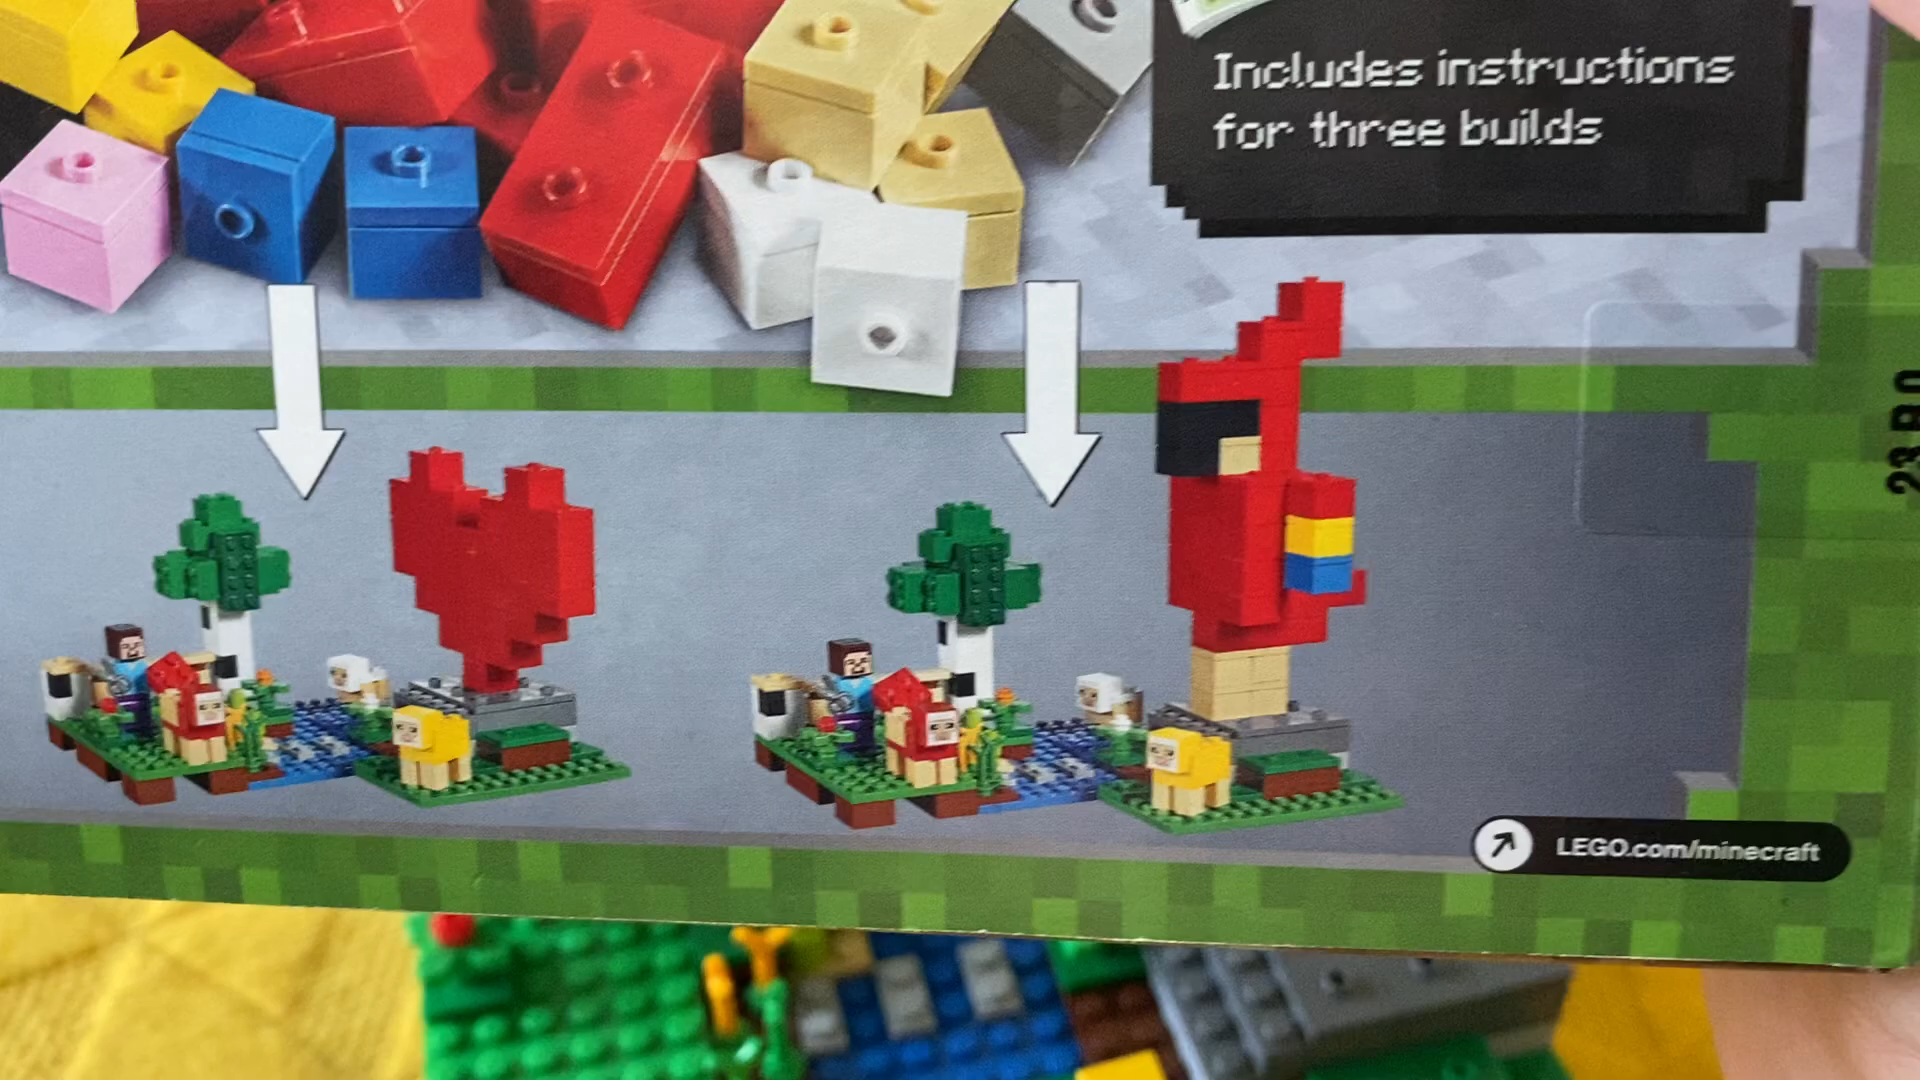 Includes instructions
for three builds
LEGO.com/minecraft